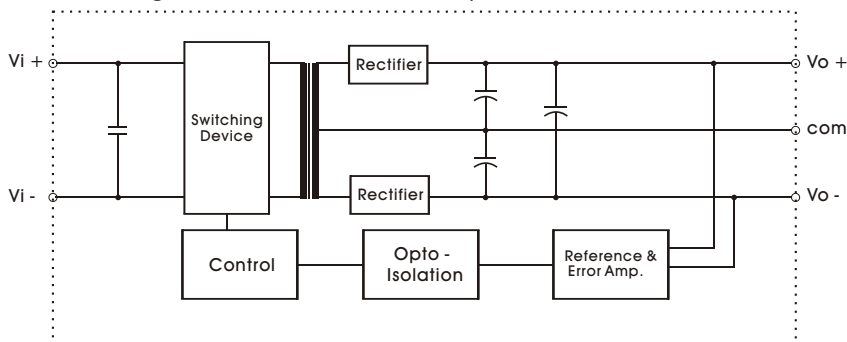 Vi +
Rectifier
Vo +
Switching
Device
com
Vi -
Rectifier
Vo -
Control
Opto -
Isolation
Reference &
Error Amp.